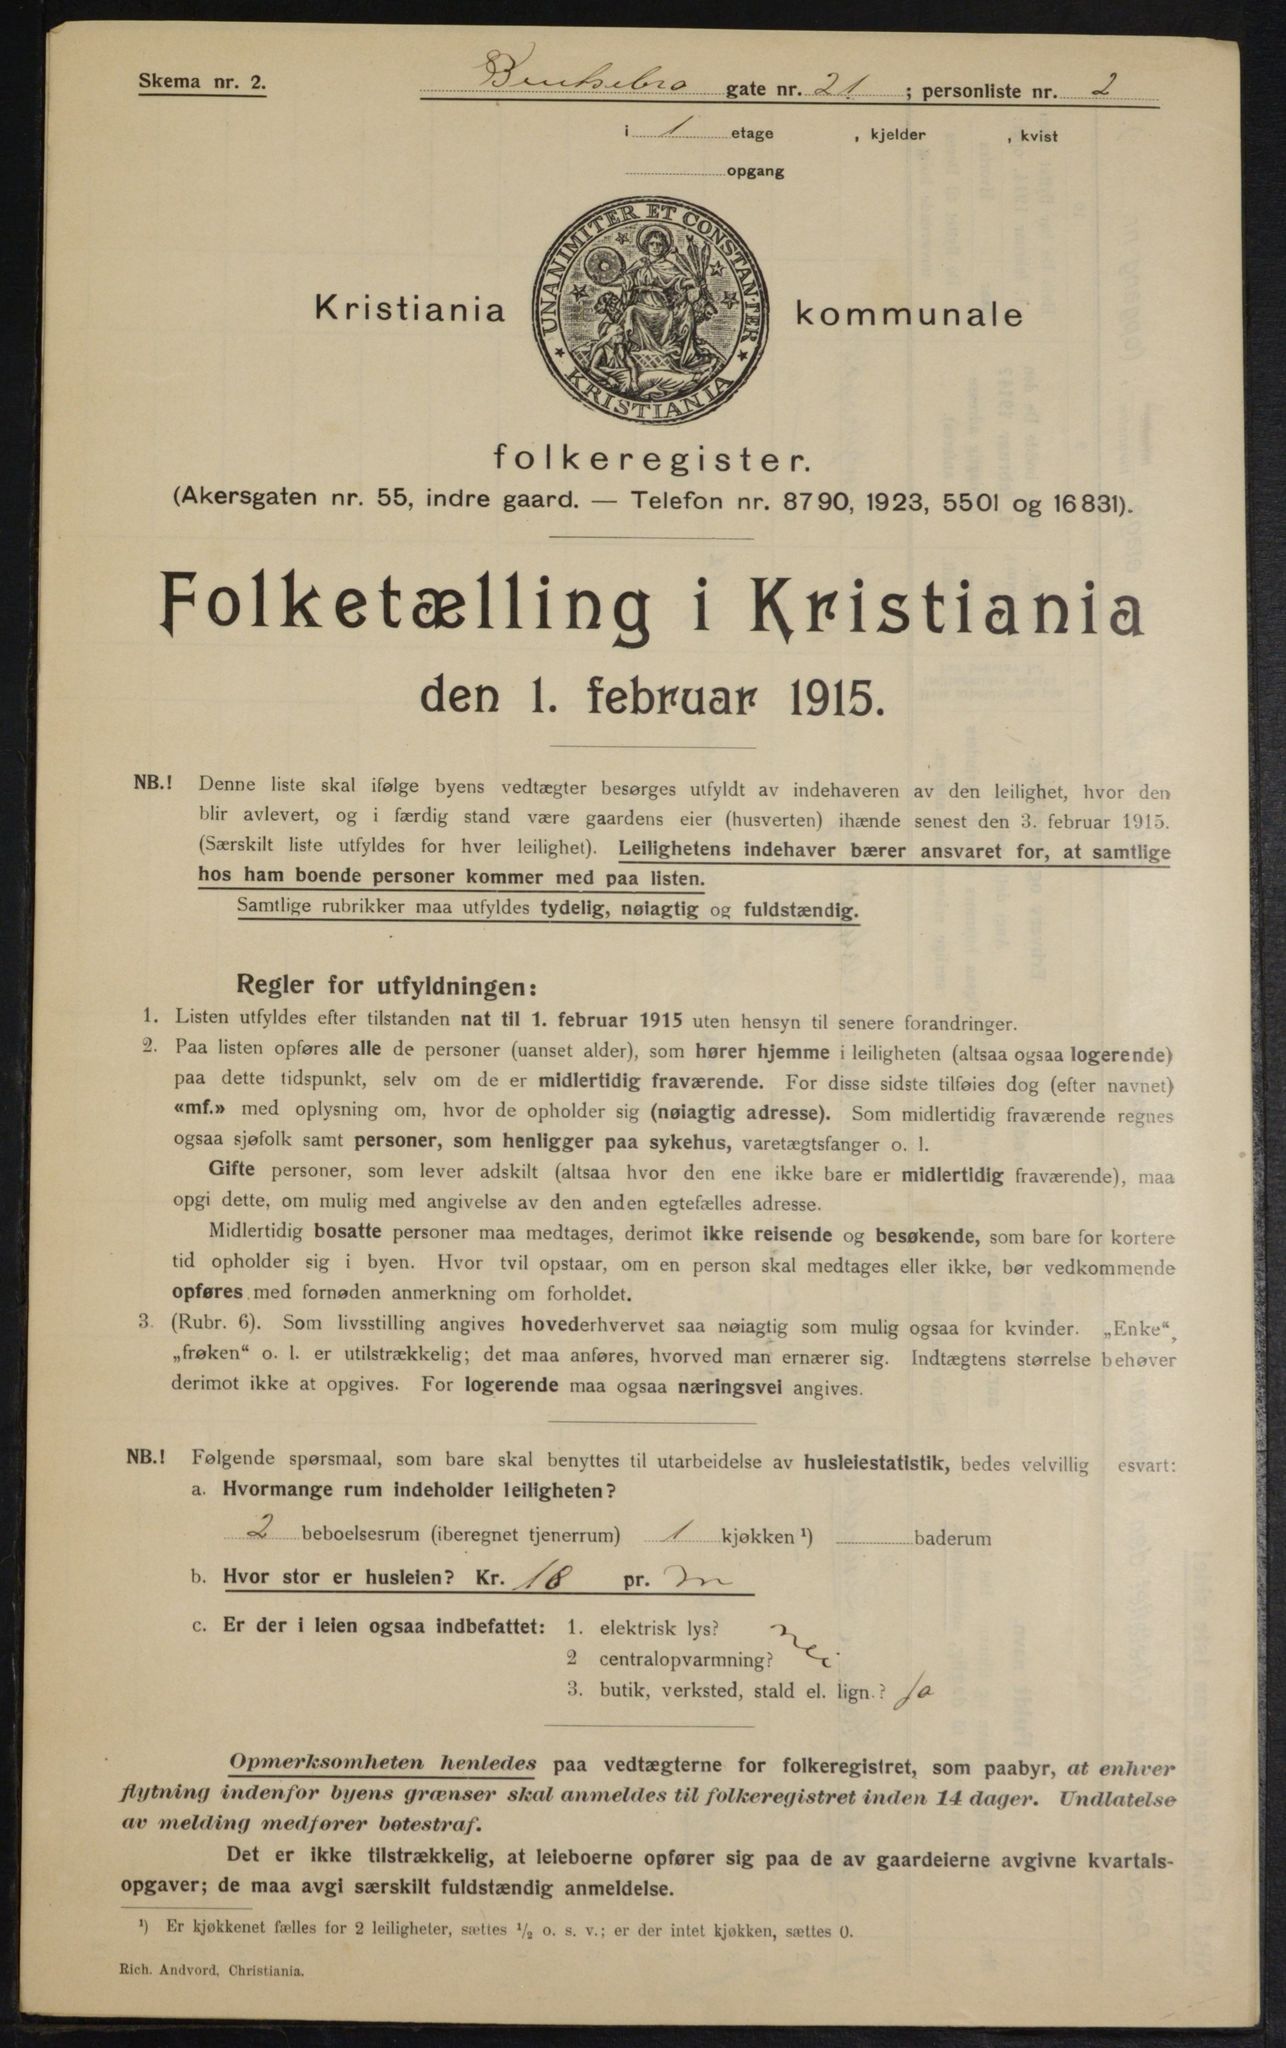 Skema nr. 2.
Bentsebro gate nr. 21 ; personliste nr. 2
i 1 etage , kjelder , kvist
opgang
UNANIMITER ET CONSTANTER
KRISTIANIA
Kristiania kommunale
folkeregister.
(Akersgaten nr. 55, indre gaard. — Telefon nr. 8790, 1923, 5501 og 16831).
Folketælling i Kristiania
den 1. februar 1915.
NB.! Denne liste skal ifølge byens vedtægter besørges utfyldt av indehaveren av den leilighet, hvor den
blir avlevert, og i færdig stand være gaardens eier (husverten) ihænde senest den 3. februar 1915.
(Særskilt liste utfyldes for hver leilighet). Leilighetens indehaver bærer ansvaret for, at samtlige
hos ham boende personer kommer med paa listen.
Samtlige rubrikker maa utfyldes tydelig, nøiagtig og fuldstændig.
Regler for utfyldningen:
1. Listen utfyldes efter tilstanden nat til 1. februar 1915 uten hensyn til senere forandringer.
2. Paa listen opføres alle de personer (uanset alder), som hører hjemme i leiligheten (altsaa ogsaa logerende)
paa dette tidspunkt, selv om de er midlertidig fraværende. For disse sidste tilføies dog (efter navnet)
«mf.» med oplysning om, hvor de opholder sig (nøiagtig adresse). Som midlertidig fraværende regnes
ogsaa sjøfolk samt personer, som henligger paa sykehus, varetægtsfanger o. l.
Gifte personer, som lever adskilt (altsaa hvor den ene ikke bare er midlertidig fraværende), maa
opgi dette, om mulig med angivelse av den anden egtefælles adresse.
Midlertidig bosatte personer maa medtages, derimot ikke reisende og besøkende, som bare for kortere
tid opholder sig i byen. Hvor tvil opstaar, om en person skal medtages eller ikke, bør vedkommende
opføres med fornøden anmerkning om forholdet.
3. (Rubr. 6). Som livsstilling angives hovederhvervet saa nøiagtig som mulig ogsaa for kvinder. „Enke“,
„frøken“ o. l. er utilstrækkelig; det maa anføres, hvorved man ernærer sig. Indtægtens størrelse behøver
derimot ikke at opgives. For logerende maa ogsaa næringsvei angives.
NB.! Følgende spørsmaal, som bare skal benyttes til utarbeidelse av husleiestatistik, bedes velvillig esvart:
a. Hvormange rum indeholder leiligheten?
2 beboelsesrum (iberegnet tjenerrum) 1 kjøkken ¹) baderum
b. Hvor stor er husleien? Kr. 18 pr. m
c. Er der i leien ogsaa indbefattet: 1. elektrisk lys?
2 centralopvarmning? Nei
3. butik, verksted, stald el. lign.? Ja
Opmerksomheten henledes paa vedtægterne for folkeregistret, som paabyr, at enhver
flytning indenfor byens grænser skal anmeldes til folkeregistret inden 14 dager. Undlatelse
av melding medfører bøtestraf.
Det er ikke tilstrækkelig, at leieboerne opfører sig paa de av gaardeierne avgivne kvartals-
opgaver; de maa avgi særskilt fuldstændig anmeldelse.
¹) Er kjøkkenet fælles for 2 leiligheter, sættes ¹/₂ o. s. v.; er der intet kjøkken, sættes 0.
Rich. Andvord, Christiania.